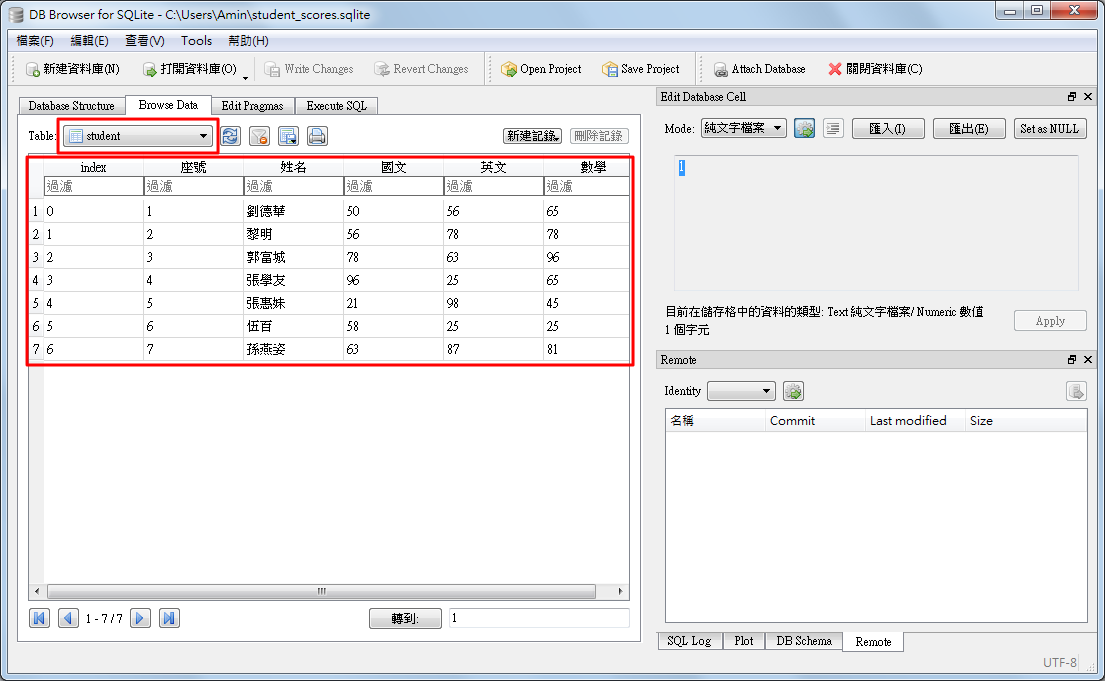 DB Browser for SQLite - C:\Users\Amin\student_scores.sqlite
檔案(F) 編輯(E) 查看(V) Tools 幫助(H)
新建資料庫(N) 打開資料庫(O) Write Changes Revert Changes Open Project Save Project Attach Database 關閉資料庫(C)
Database Structure Browse Data Edit Pragmas Execute SQL
Table: student 新建記錄 刪除記錄
index 座號 姓名 國文 英文 數學
過濾 過濾 過濾 過濾 過濾 過濾
1 0 1 劉德華 50 56 65
2 1 2 黎明 56 78 78
3 2 3 郭富城 78 63 96
4 3 4 張學友 96 25 65
5 4 5 張惠妹 21 98 45
6 5 6 伍百 58 25 25
7 6 7 孫燕姿 63 87 81
1 - 7 / 7 轉到: 1
Edit Database Cell
Mode: 純文字檔案 匯入(I) 匯出(E) Set as NULL
1
目前在儲存格中的資料的類型: Text 純文字檔案/ Numeric 數值
1 個字元
Apply
Remote
Identity
名稱 Commit Last modified Size
SQL Log Plot DB Schema Remote
UTF-8